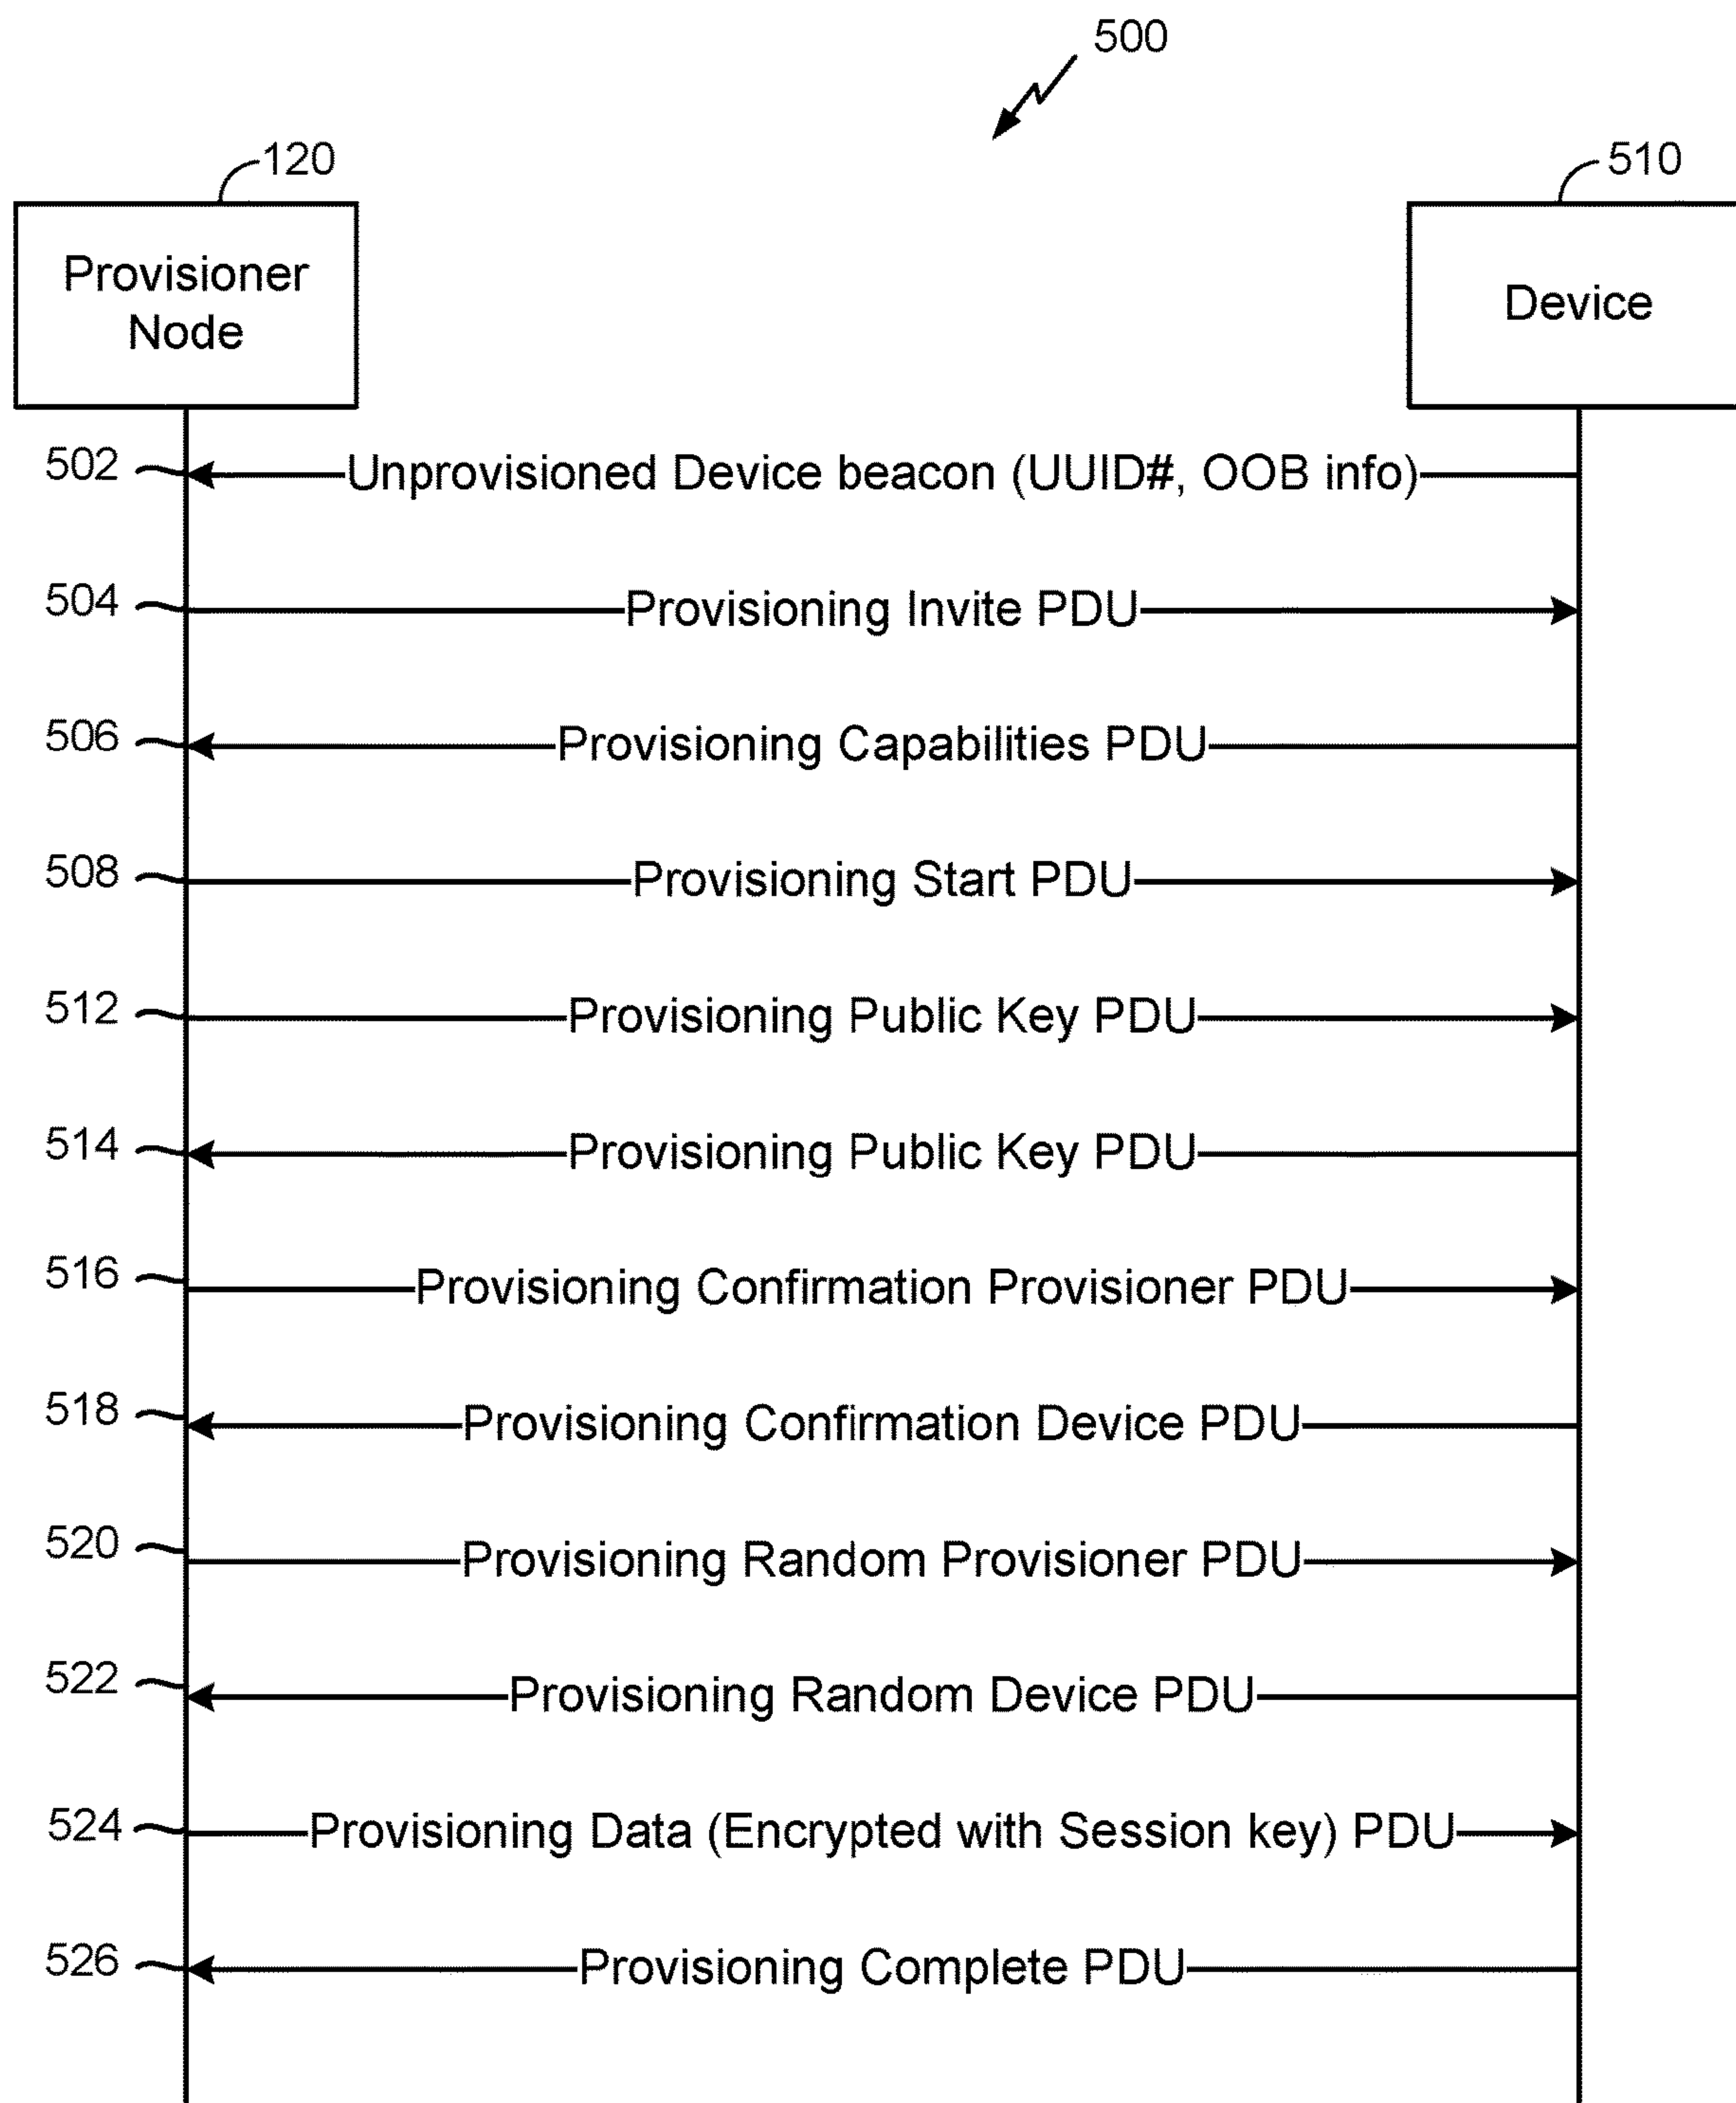 500
120
510
Provisioner
Node
Device
502
Unprovisioned Device beacon (UUID#, OOB info)
504
Provisioning Invite PDU
506
Provisioning Capabilities PDU
508
Provisioning Start PDU
512
Provisioning Public Key PDU
514
Provisioning Public Key PDU
516
Provisioning Confirmation Provisioner PDU
518
Provisioning Confirmation Device PDU
520
Provisioning Random Provisioner PDU
522
Provisioning Random Device PDU
524
Provisioning Data (Encrypted with Session key) PDU
526
Provisioning Complete PDU